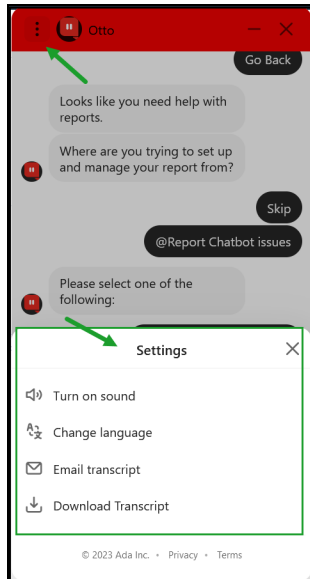 Otto
Go Back
Looks like you need help with
reports.
Where are you trying to set up
and manage your report from?
Skip
@Report Chatbot issues
Please select one of the
following:
Settings
Turn on sound
Change language
Email transcript
Download Transcript
© 2023 Ada Inc. • Privacy • Terms